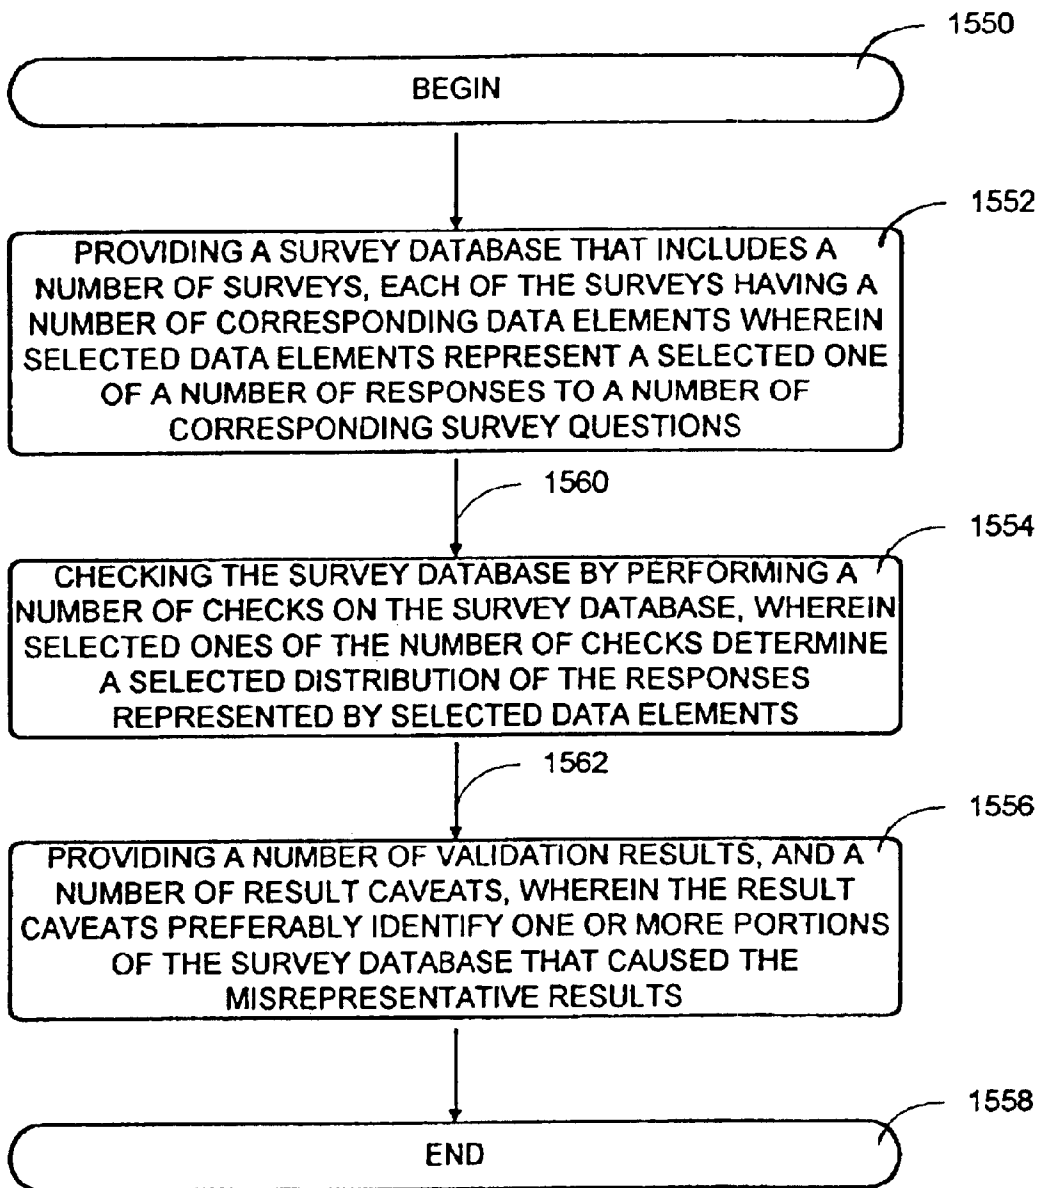 1550
BEGIN
1552
PROVIDING A SURVEY DATABASE THAT INCLUDES A
NUMBER OF SURVEYS, EACH OF THE SURVEYS HAVING A
NUMBER OF CORRESPONDING DATA ELEMENTS WHEREIN
SELECTED DATA ELEMENTS REPRESENT A SELECTED ONE
OF A NUMBER OF RESPONSES TO A NUMBER OF
CORRESPONDING SURVEY QUESTIONS
1560
1554
CHECKING THE SURVEY DATABASE BY PERFORMING A
NUMBER OF CHECKS ON THE SURVEY DATABASE, WHEREIN
SELECTED ONES OF THE NUMBER OF CHECKS DETERMINE
A SELECTED DISTRIBUTION OF THE RESPONSES
REPRESENTED BY SELECTED DATA ELEMENTS
1562
1556
PROVIDING A NUMBER OF VALIDATION RESULTS, AND A
NUMBER OF RESULT CAVEATS, WHEREIN THE RESULT
CAVEATS PREFERABLY IDENTIFY ONE OR MORE PORTIONS
OF THE SURVEY DATABASE THAT CAUSED THE
MISREPRESENTATIVE RESULTS
1558
END